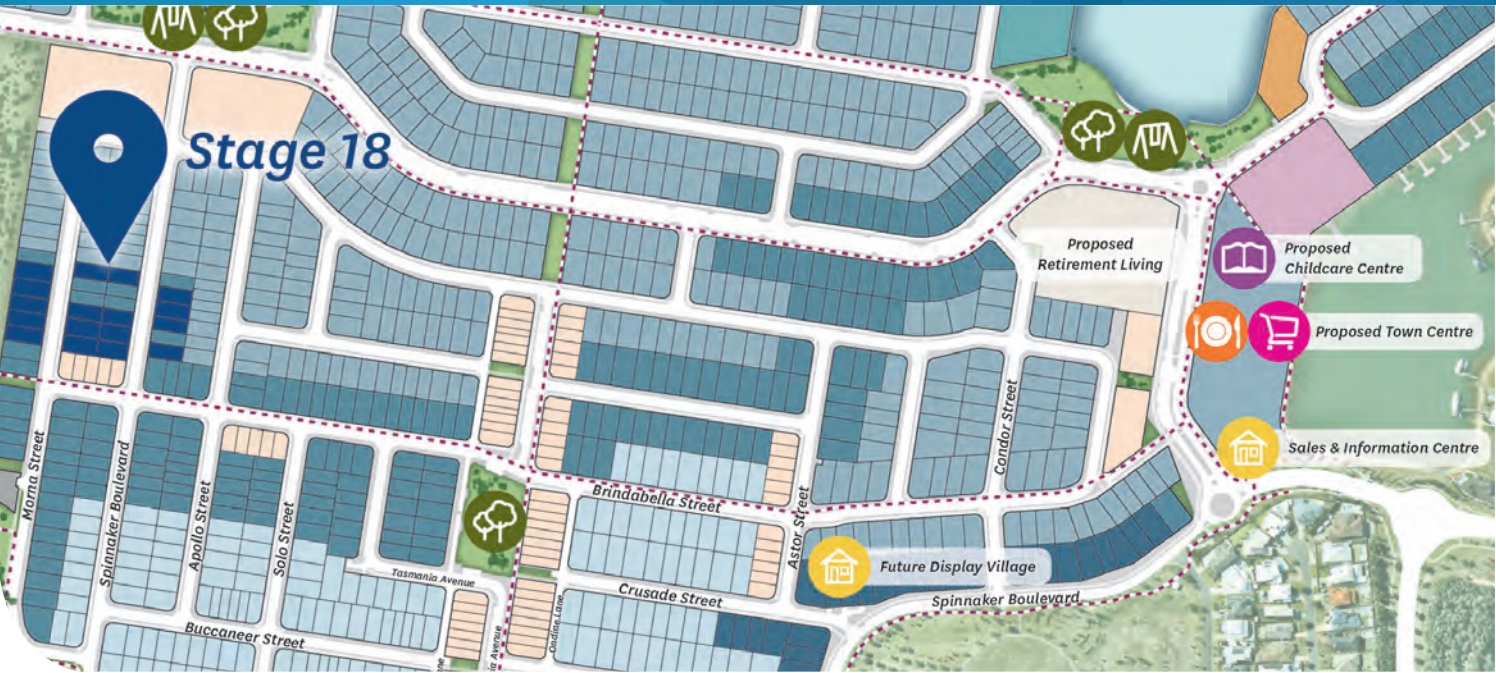 Stage 18
Proposed
Retirement Living
Proposed
Childcare Centre
Proposed Town Centre
Sales & Information Centre
Condor Street
Morna Street
Spinnaker Boulevard
Apollo Street
Solo Street
Brindabella Street
Astor Street
Future Display Village
Tasmania Avenue
Crusade Street
Spinnaker Boulevard
Ondine Lane
Buccaneer Street